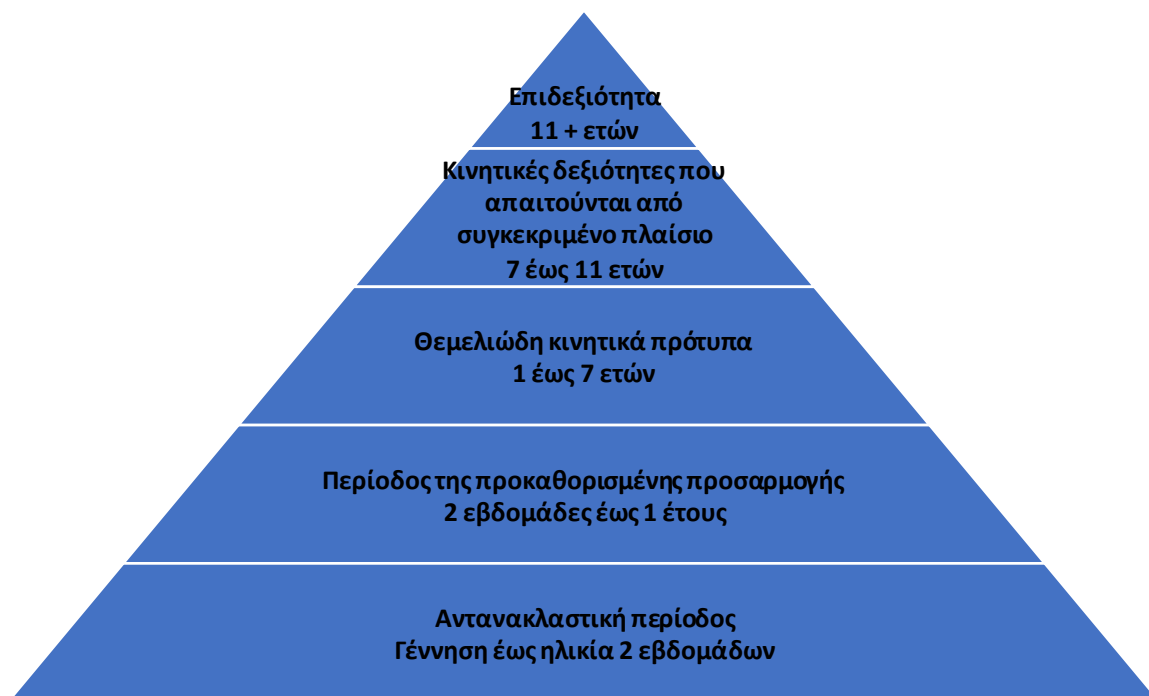 Επιδεξιότητα
11 + ετών
Κινητικές δεξιότητες που
απαιτούνται από
συγκεκριμένο πλαίσιο
7 έως 11 ετών
Θεμελιώδη κινητικά πρότυπα
1 έως 7 ετών
Περίοδος της προκαθορισμένης προσαρμογής
2 εβδομάδες έως 1 έτους
Αντανακλαστική περίοδος
Γέννηση έως ηλικία 2 εβδομάδων